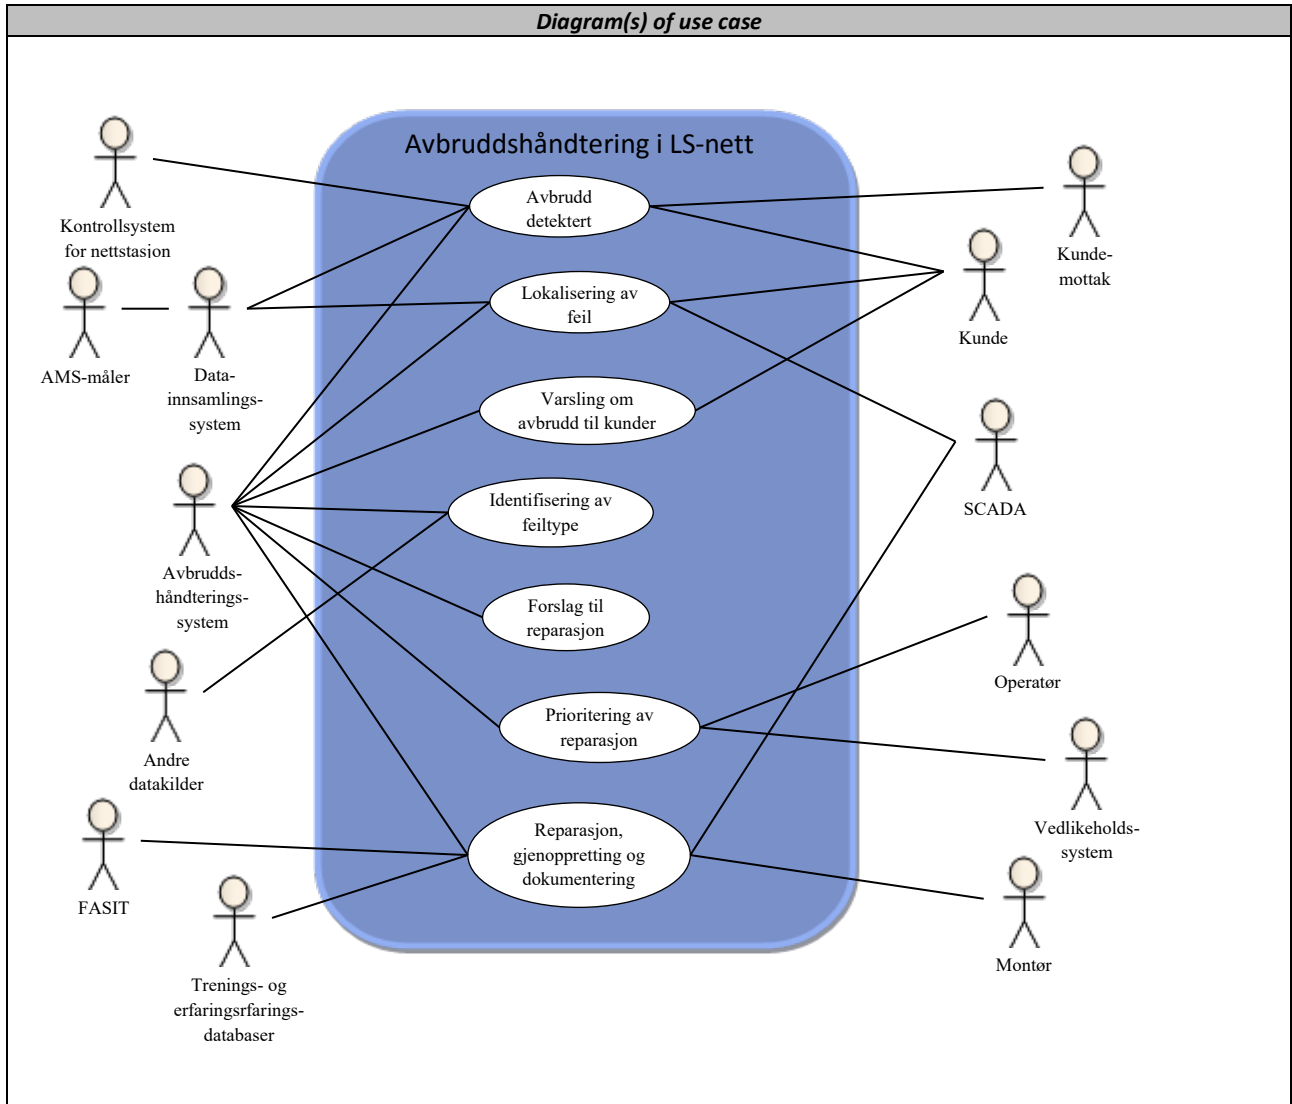 Diagram(s) of use case
Avbruddshåndtering i LS-nett
Kontrollsystem
for nettstasjon
AMS-måler
Data-
innsamlings-
system
Avbrudds-
håndterings-
system
Andre
datakilder
FASIT
Trenings- og
erfaringsrfarings-
databaser
Avbrudd
detektert
Lokalisering av
feil
Varsling om
avbrudd til kunder
Identifisering av
feiltype
Forslag til
reparasjon
Prioritering av
reparasjon
Reparasjon,
gjenoppretting og
dokumentering
Kunde-
mottak
Kunde
SCADA
Operatør
Vedlikeholds-
system
Montør